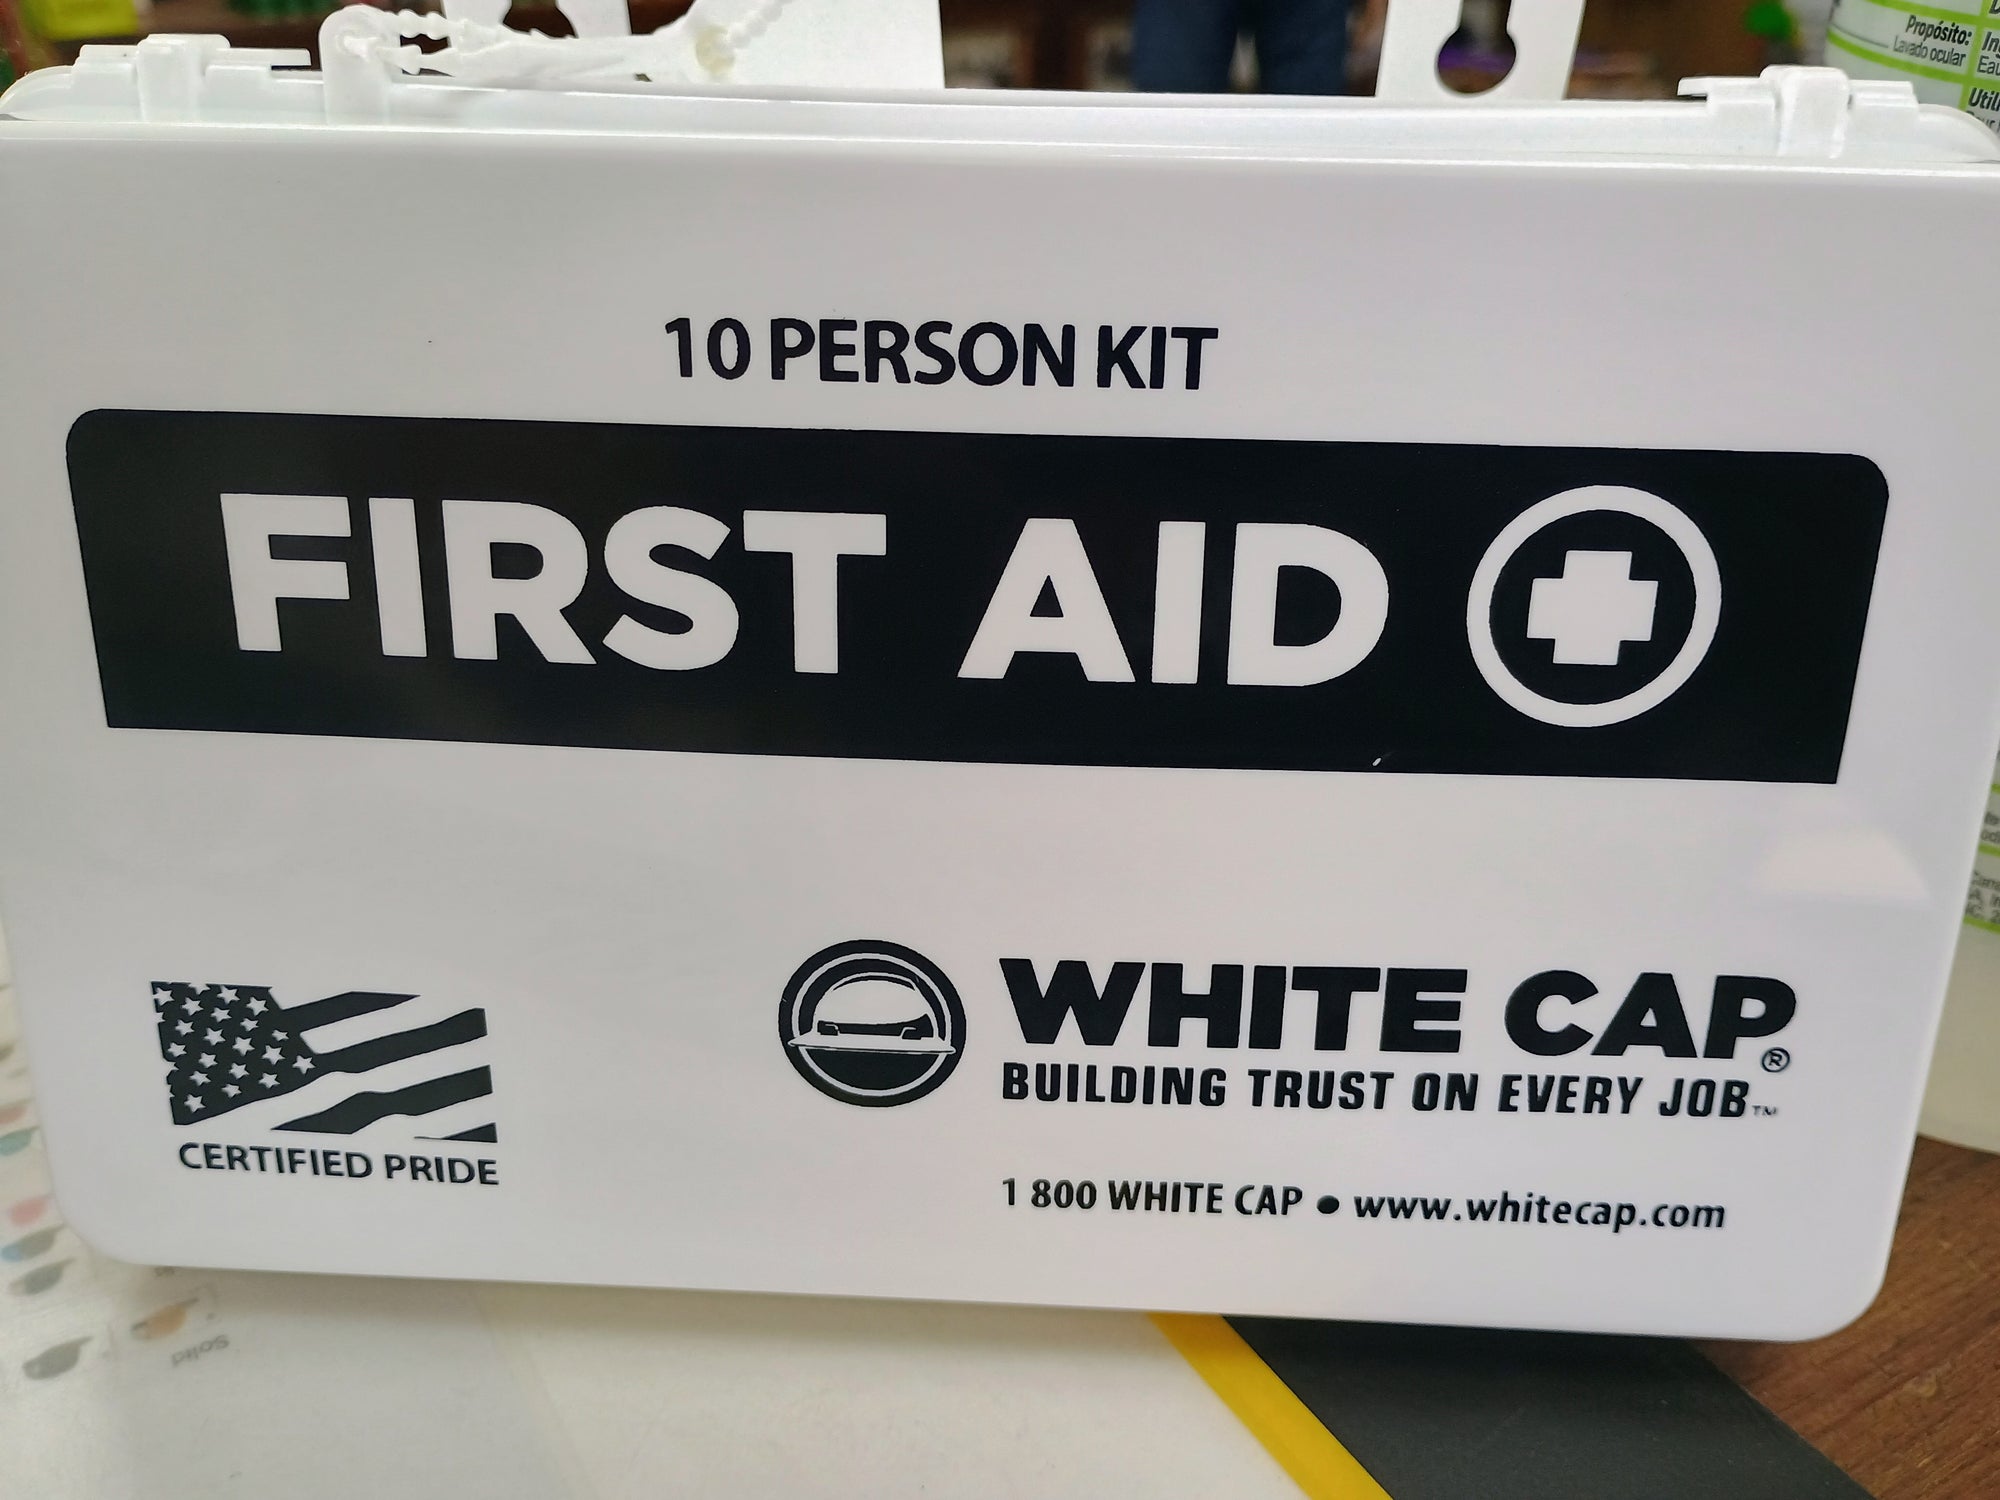 Propósito:
Lavado ocular
10 PERSON KIT
FIRST AID
WHITE CAP®
BUILDING TRUST ON EVERY JOB™
CERTIFIED PRIDE
1 800 WHITE CAP • www.whitecap.com
solid